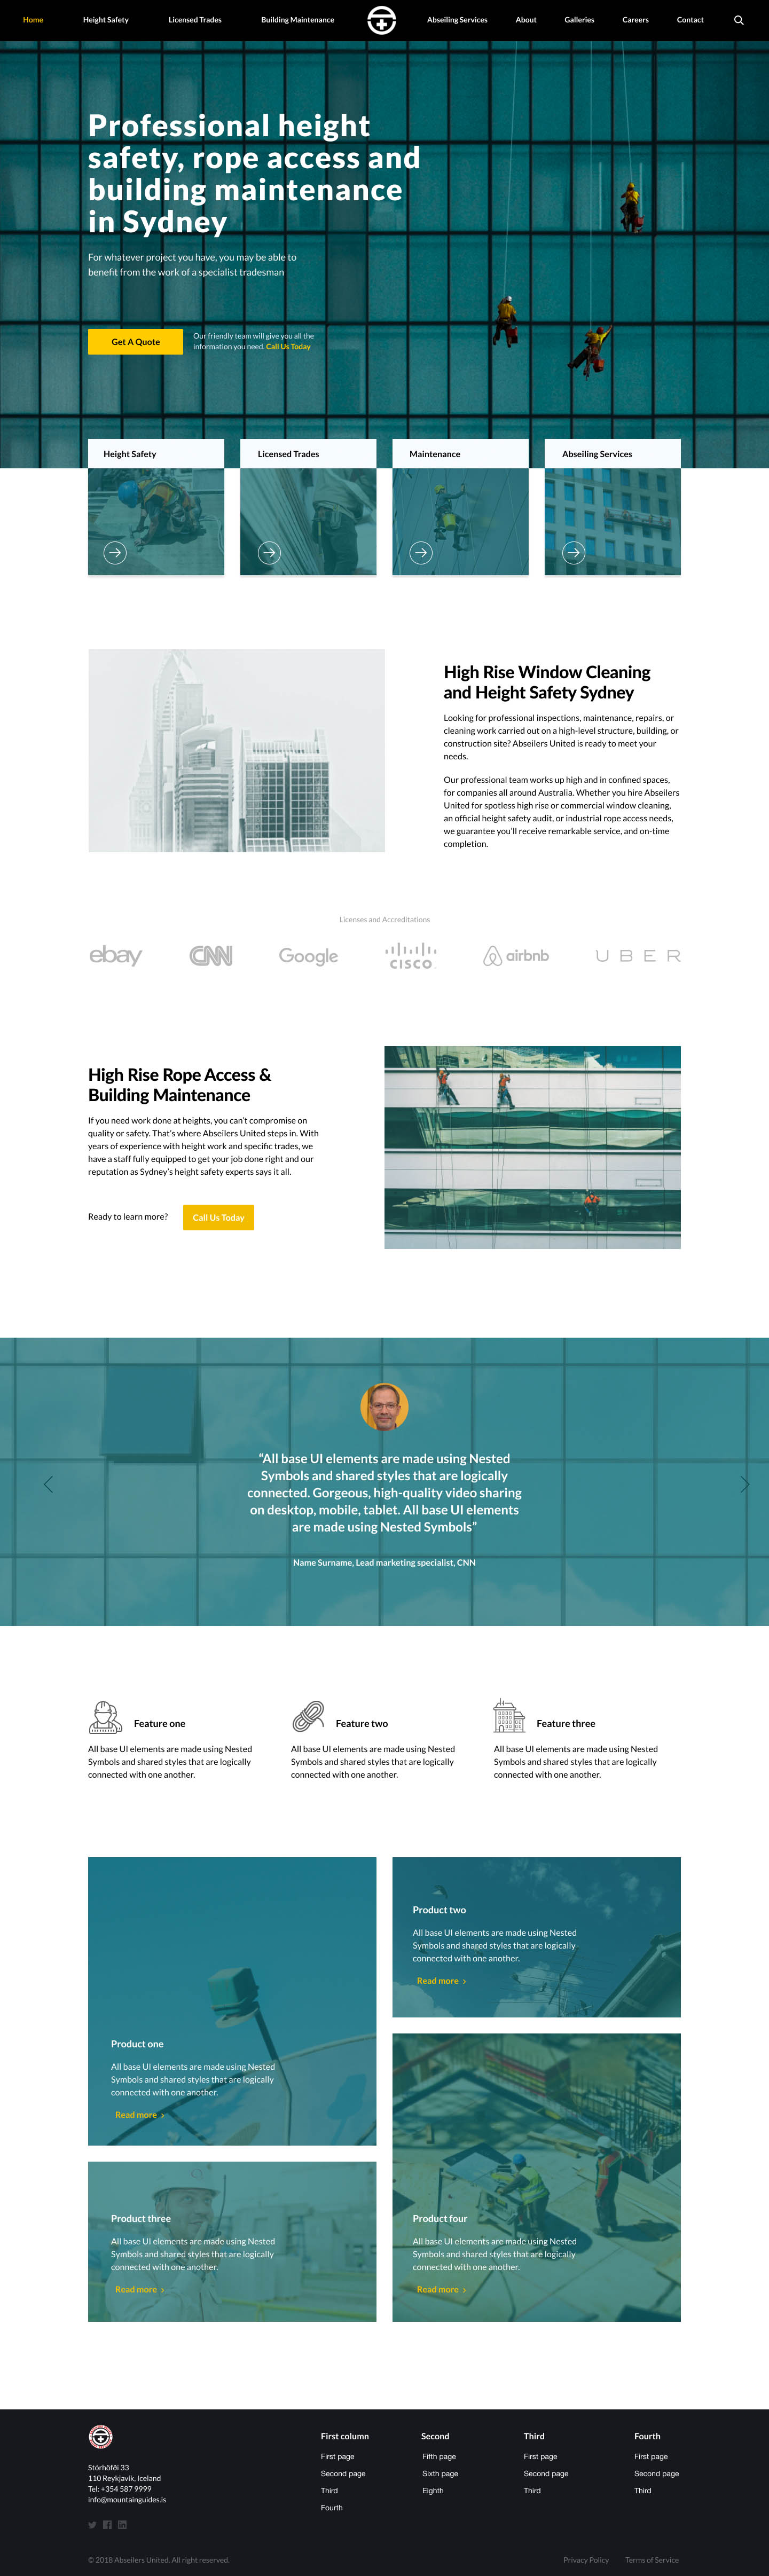 Home Height Safety Licensed Trades Building Maintenance Abseiling Services About Galleries Careers Contact
Professional height
safety, rope access and
building maintenance
in Sydney
For whatever project you have, you may be able to
benefit from the work of a specialist tradesman
Get A Quote
Our friendly team will give you all the
information you need. Call Us Today
Height Safety
Licensed Trades
Maintenance
Abseiling Services
High Rise Window Cleaning
and Height Safety Sydney
Looking for professional inspections, maintenance, repairs, or
cleaning work carried out on a high-level structure, building, or
construction site? Abseilers United is ready to meet your
needs.
Our professional team works up high and in confined spaces,
for companies all around Australia. Whether you hire Abseilers
United for spotless high rise or commercial window cleaning,
an official height safety audit, or industrial rope access needs,
we guarantee you'll receive remarkable service, and on-time
completion.
Licenses and Accreditations
ebay CNN Google CISCO airbnb UBER
High Rise Rope Access &
Building Maintenance
If you need work done at heights, you can't compromise on
quality or safety. That's where Abseilers United steps in. With
years of experience with height work and specific trades, we
have a staff fully equipped to get your job done right and our
reputation as Sydney's height safety experts says it all.
Ready to learn more?
Call Us Today
“All base UI elements are made using Nested
Symbols and shared styles that are logically
connected. Gorgeous, high-quality video sharing
on desktop, mobile, tablet. All base UI elements
are made using Nested Symbols”
Name Surname, Lead marketing specialist, CNN
Feature one
All base UI elements are made using Nested
Symbols and shared styles that are logically
connected with one another.
Feature two
All base UI elements are made using Nested
Symbols and shared styles that are logically
connected with one another.
Feature three
All base UI elements are made using Nested
Symbols and shared styles that are logically
connected with one another.
Product one
All base UI elements are made using Nested
Symbols and shared styles that are logically
connected with one another.
Read more
Product two
All base UI elements are made using Nested
Symbols and shared styles that are logically
connected with one another.
Read more
Product three
All base UI elements are made using Nested
Symbols and shared styles that are logically
connected with one another.
Read more
Product four
All base UI elements are made using Nested
Symbols and shared styles that are logically
connected with one another.
Read more
Stórhöfði 33
110 Reykjavik, Iceland
Tel: +354 587 9999
info@mountainguides.is
First column
First page
Second page
Third
Fourth
Second
Fifth page
Sixth page
Eighth
Third
First page
Second page
Third
Fourth
First page
Second page
Third
© 2018 Abseilers United. All right reserved.
Privacy Policy Terms of Service